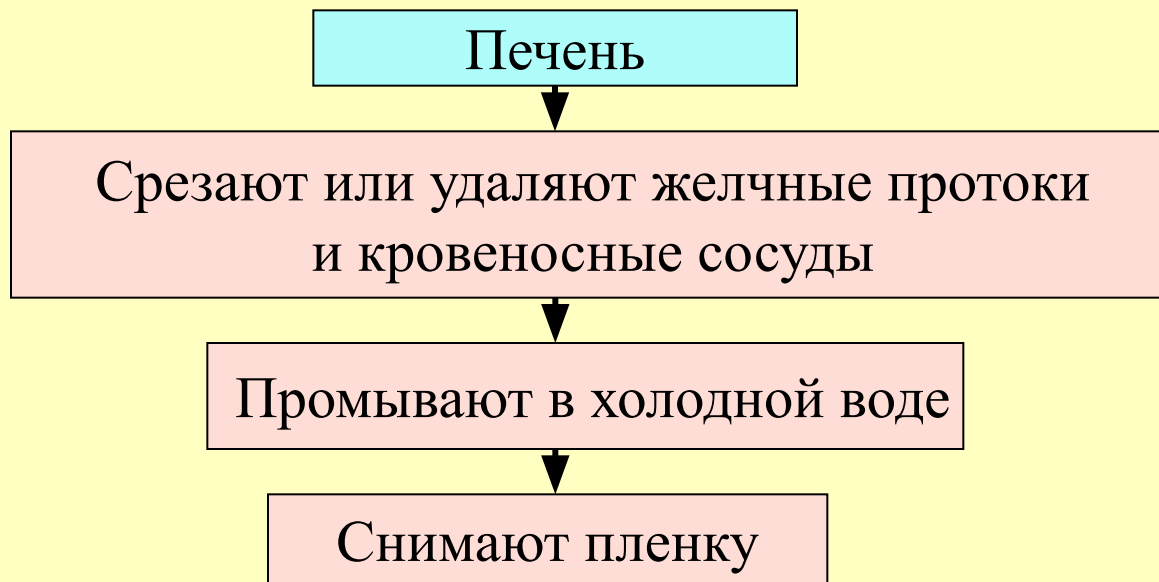 Печень
Срезают или удаляют желчные протоки
и кровеносные сосуды
Промывают в холодной воде
Снимают пленку